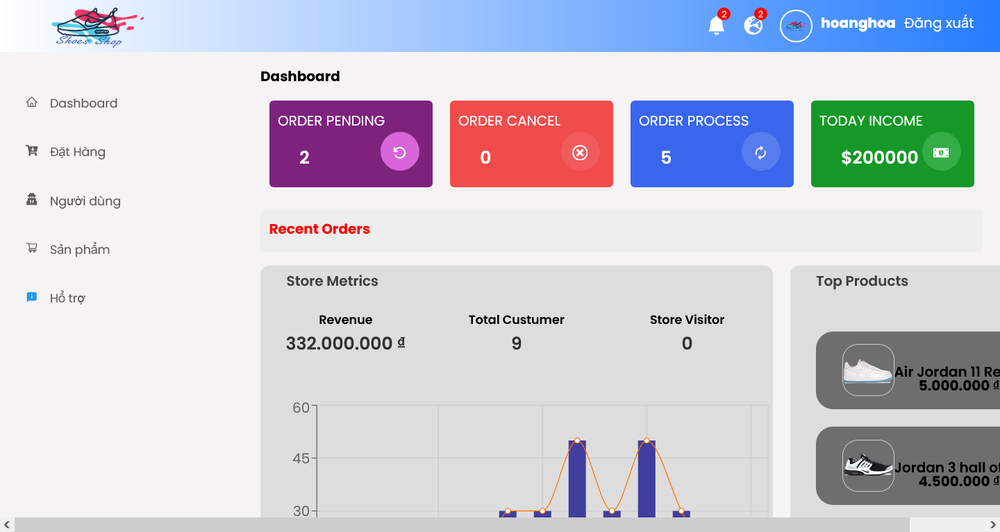 Shoes Shop
2
2
hoanghoa Đăng xuất
Dashboard
Đặt Hàng
Người dùng
Sản phẩm
Hổ trợ
Dashboard
ORDER PENDING
2
ORDER CANCEL
0
ORDER PROCESS
5
TODAY INCOME
$200000
Recent Orders
Store Metrics
Revenue
332.000.000 ₫
Total Custumer
9
Store Visitor
0
60
45
30
Top Products
Air Jordan 11 Re
5.000.000 ₫
Jordan 3 hall of
4.500.000 ₫